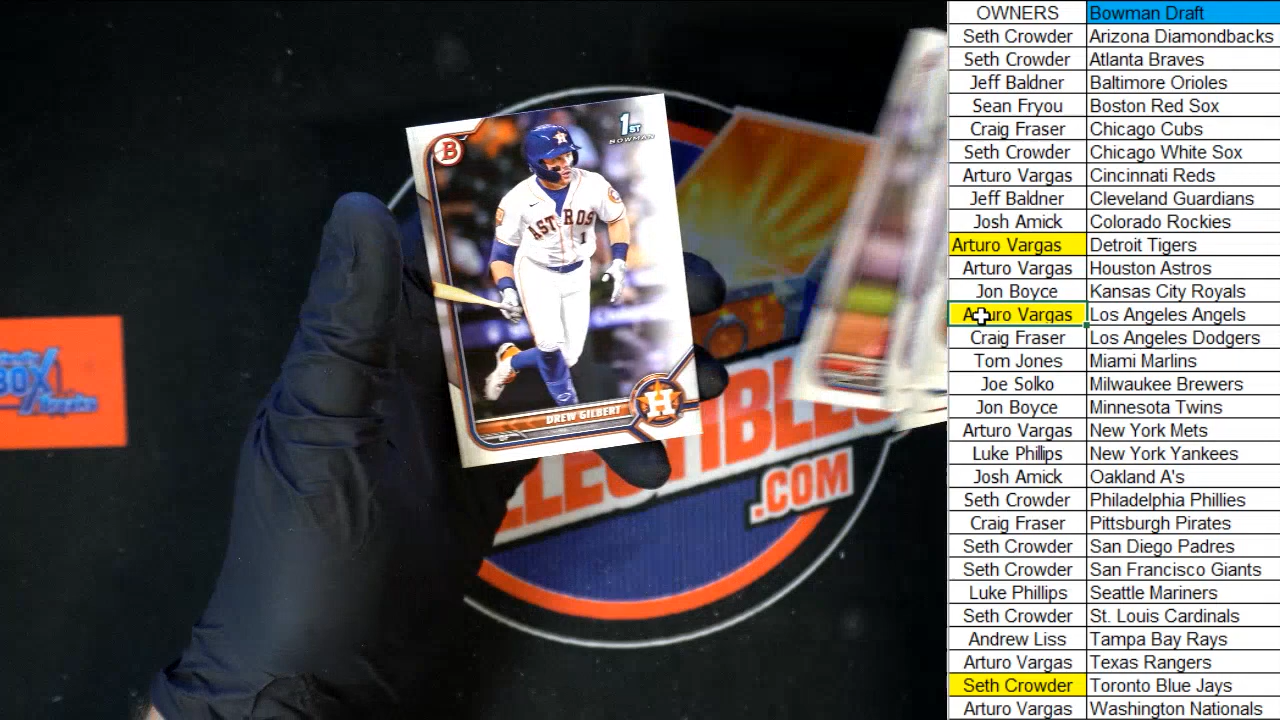 1ST
BOWMAN
B
ASTROS
1
DREW GILBERT
H
BOX
.COM
OWNERS Bowman Draft
Seth Crowder Arizona Diamondbacks
Seth Crowder Atlanta Braves
Jeff Baldner Baltimore Orioles
Sean Fryou Boston Red Sox
Craig Fraser Chicago Cubs
Seth Crowder Chicago White Sox
Arturo Vargas Cincinnati Reds
Jeff Baldner Cleveland Guardians
Josh Amick Colorado Rockies
Arturo Vargas Detroit Tigers
Arturo Vargas Houston Astros
Jon Boyce Kansas City Royals
Arturo Vargas Los Angeles Angels
Craig Fraser Los Angeles Dodgers
Tom Jones Miami Marlins
Joe Solko Milwaukee Brewers
Jon Boyce Minnesota Twins
Arturo Vargas New York Mets
Luke Phillips New York Yankees
Josh Amick Oakland A's
Seth Crowder Philadelphia Phillies
Craig Fraser Pittsburgh Pirates
Seth Crowder San Diego Padres
Seth Crowder San Francisco Giants
Luke Phillips Seattle Mariners
Seth Crowder St. Louis Cardinals
Andrew Liss Tampa Bay Rays
Arturo Vargas Texas Rangers
Seth Crowder Toronto Blue Jays
Arturo Vargas Washington Nationals